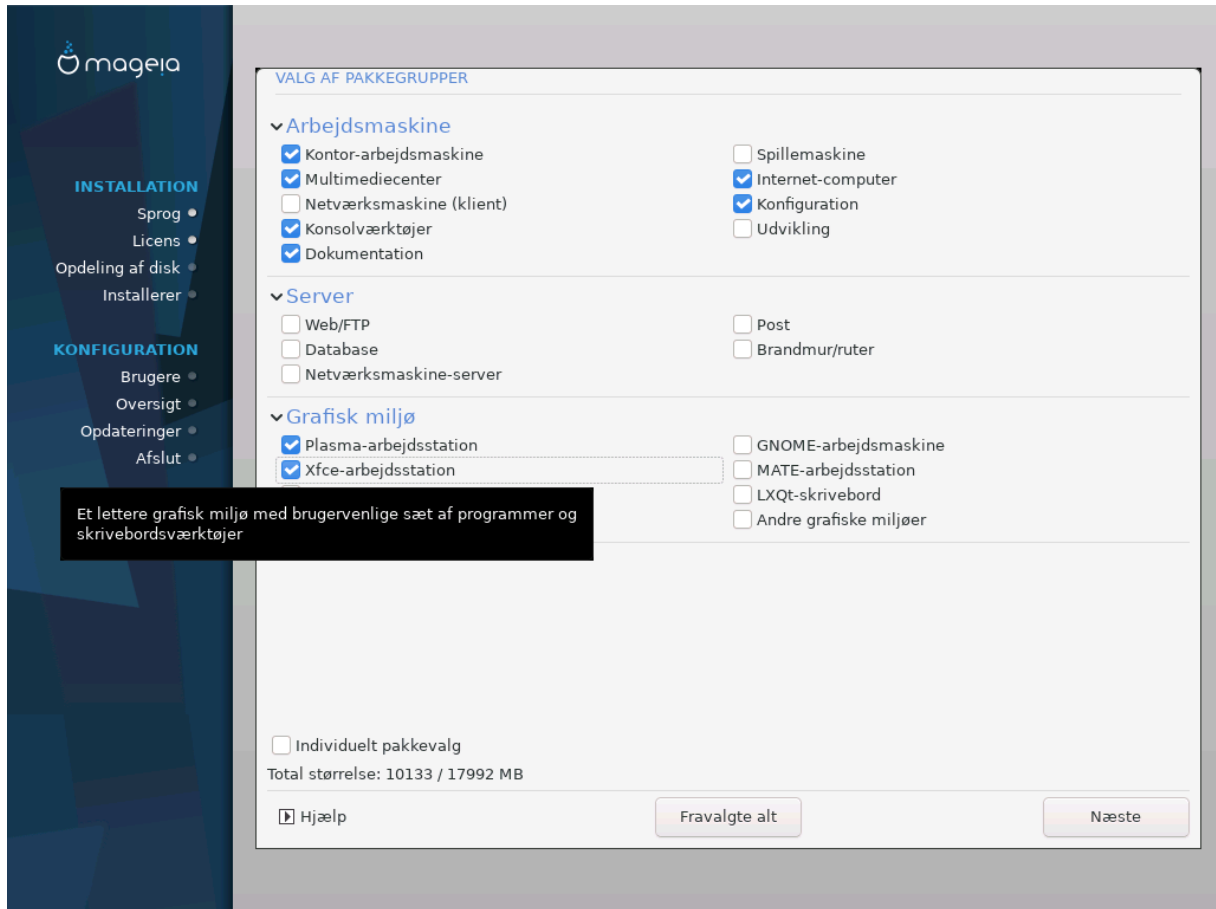 mageia
INSTALLATION
Sprog
Licens
Opdeling af disk
Installerer
KONFIGURATION
Brugere
Oversigt
Opdateringer
Afslut
VALG AF PAKKEGRUPPER
Arbejdsmaskine
Kontor-arbejdsmaskine
Spillemaskine
Multimediecenter
Internet-computer
Netværksmaskine (klient)
Konfiguration
Konsolværktøjer
Udvikling
Dokumentation
Server
Web/FTP
Post
Database
Brandmur/ruter
Netværksmaskine-server
Grafisk miljø
Plasma-arbejdsstation
GNOME-arbejdsmaskine
Xfce-arbejdsstation
MATE-arbejdsstation
LXQt-skrivebord
Andre grafiske miljøer
Et lettere grafisk miljø med brugervenlige sæt af programmer og
skrivebordsværktøjer
Individuelt pakkevalg
Total størrelse: 10133 / 17992 MB
Hjælp
Fravalgte alt
Næste